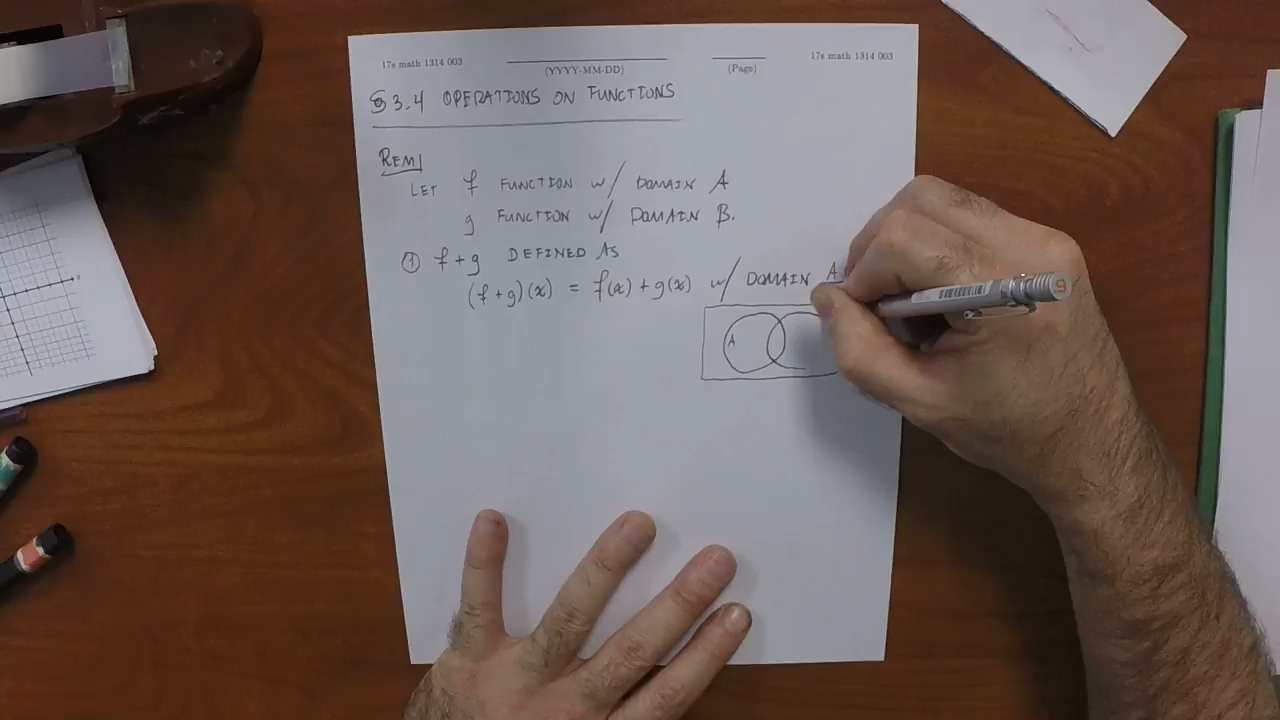 17s math 1314 003 (YYYY-MM-DD) (Page) 17s math 1314 003
§3.4 OPERATIONS ON FUNCTIONS
REM
LET f FUNCTION w/ DOMAIN A
g FUNCTION w/ DOMAIN B.
① f+g DEFINED AS
(f+g)(x) = f(x)+g(x) w/ DOMAIN A
A